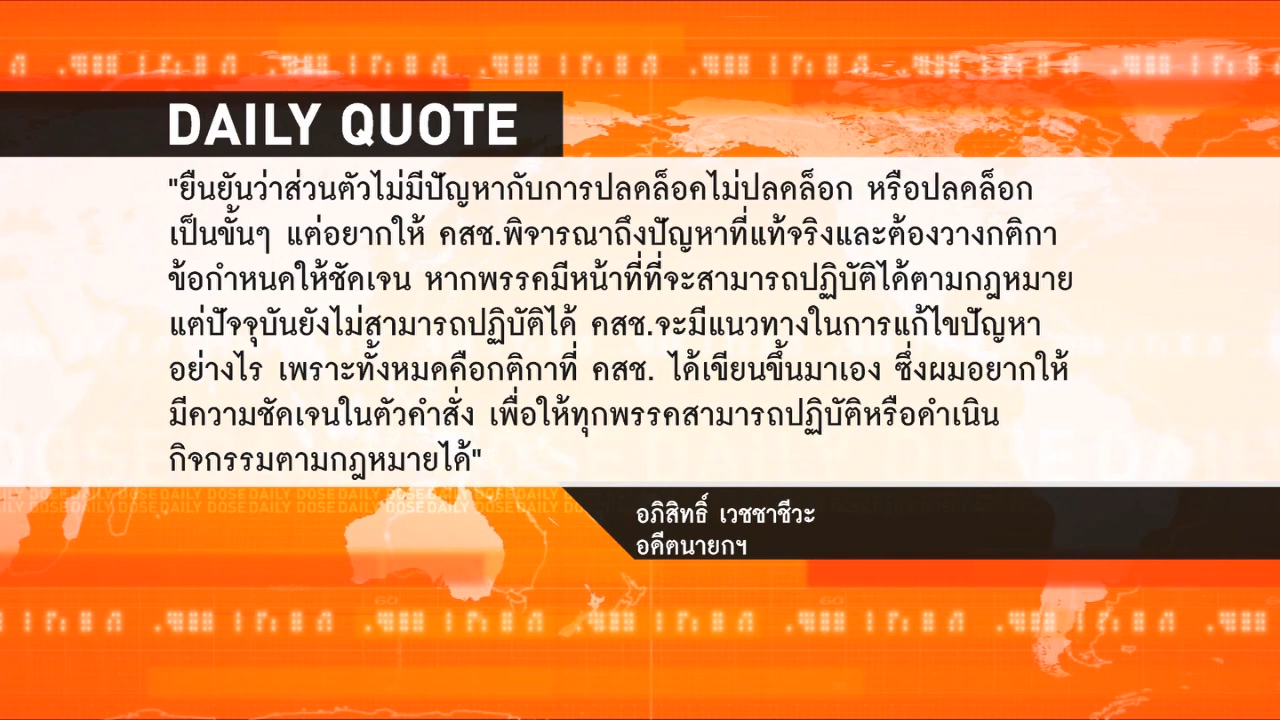 DAILY QUOTE
"ยืนยันว่าส่วนตัวไม่มีปัญหากับการปลดล็อคไม่ปลดล็อก หรือปลดล็อก
เป็นขั้นๆ แต่อยากให้ คสช.พิจารณาถึงปัญหาที่แท้จริงและต้องวางกติกา
ข้อกำหนดให้ชัดเจน หากพรรคมีหน้าที่ที่จะสามารถปฏิบัติได้ตามกฎหมาย
แต่ปัจจุบันยังไม่สามารถปฏิบัติได้ คสช.จะมีแนวทางในการแก้ไขปัญหา
อย่างไร เพราะทั้งหมดคือกติกาที่ คสช. ได้เขียนขึ้นมาเอง ซึ่งผมอยากให้
มีความชัดเจนในตัวคำสั่ง เพื่อให้ทุกพรรคสามารถปฏิบัติหรือดำเนิน
กิจกรรมตามกฎหมายได้"
DAILY DOSE DAILY DOSE DAILY DOSE DAILY
อภิสิทธิ์ เวชชาชีวะ
อดีตนายกฯ